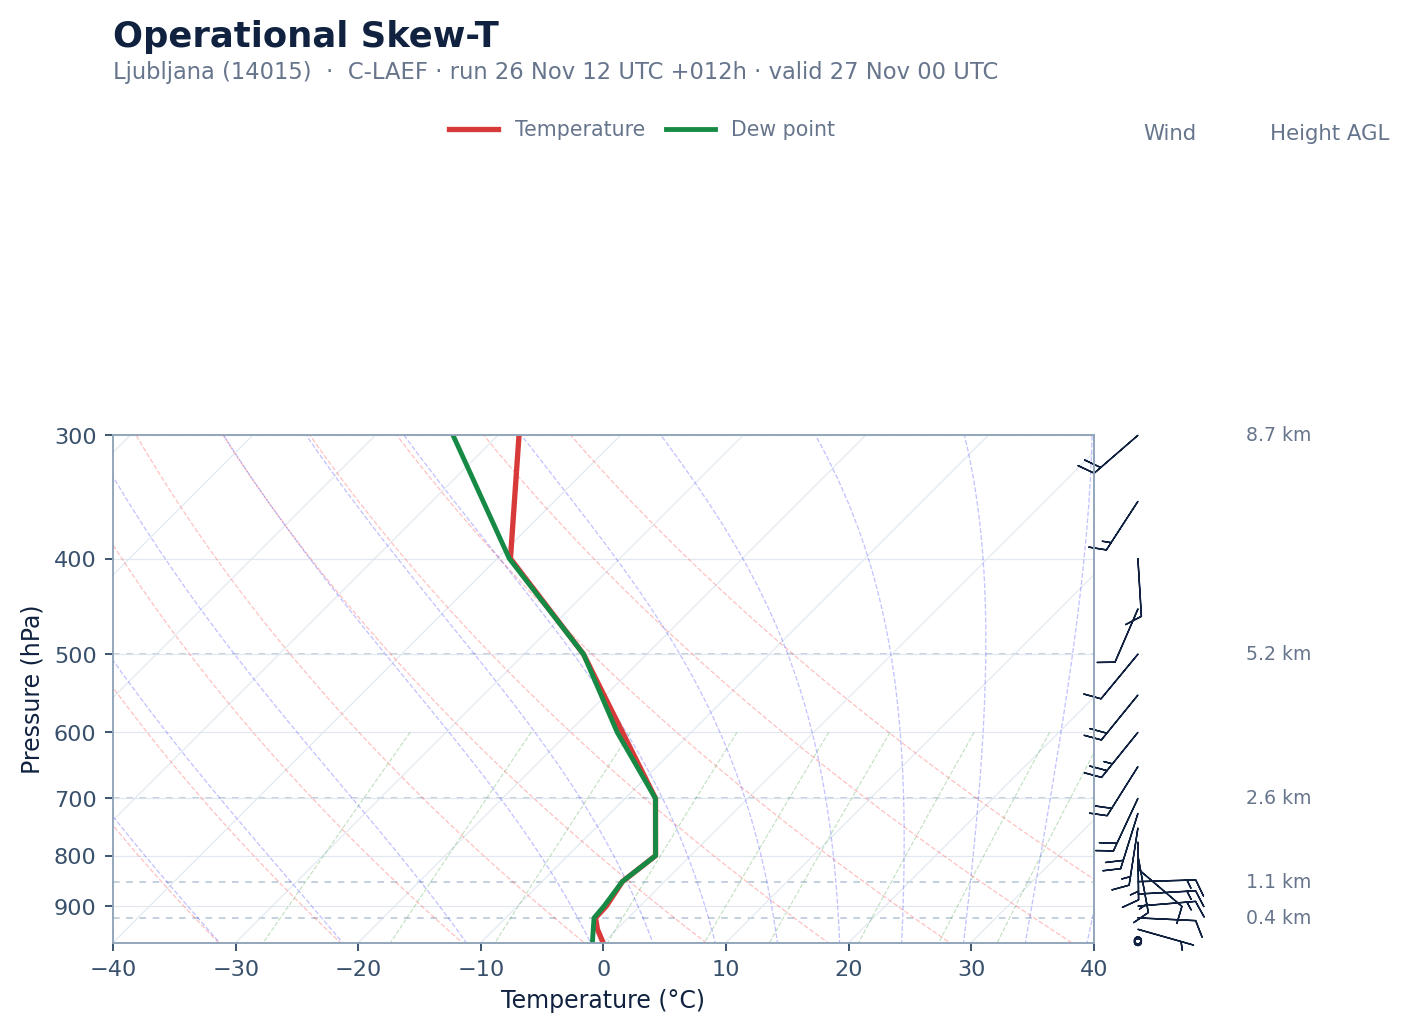 Operational Skew-T
Ljubljana (14015)  ·  C-LAEF · run 26 Nov 12 UTC +012h · valid 27 Nov 00 UTC
Temperature
Dew point
Wind
Height AGL
300
8.7 km
400
500
5.2 km
600
700
2.6 km
800
1.1 km
900
0.4 km
Pressure (hPa)
−40
−30
−20
−10
0
10
20
30
40
Temperature (°C)